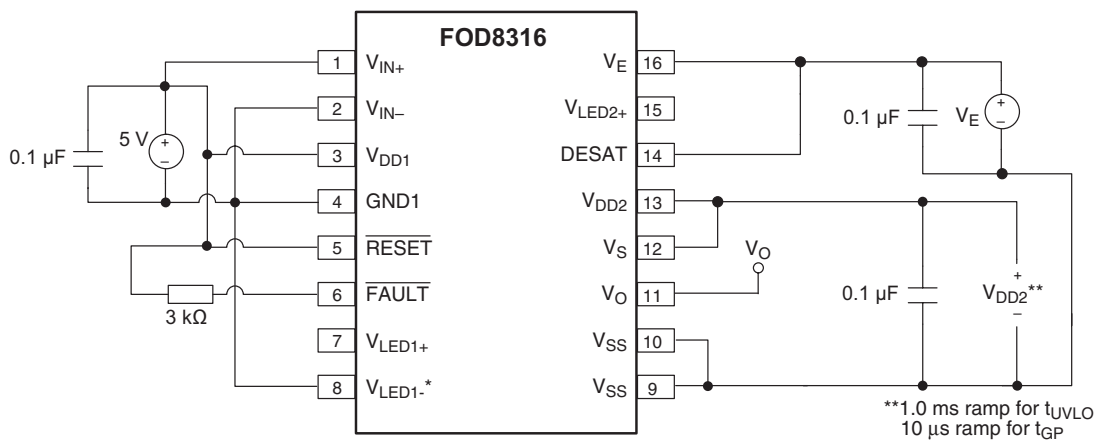 FOD8316
1 V_IN+
2 V_IN–
3 V_DD1
4 GND1
5 RESET
6 FAULT
7 V_LED1+
8 V_LED1-*
V_E 16
V_LED2+ 15
DESAT 14
V_DD2 13
V_S 12
V_O 11
V_SS 10
V_SS 9
0.1 µF
5 V
+
–
3 kΩ
0.1 µF
V_E
+
–
V_O
0.1 µF
+
V_DD2**
–
**1.0 ms ramp for t_UVLO
10 µs ramp for t_GP